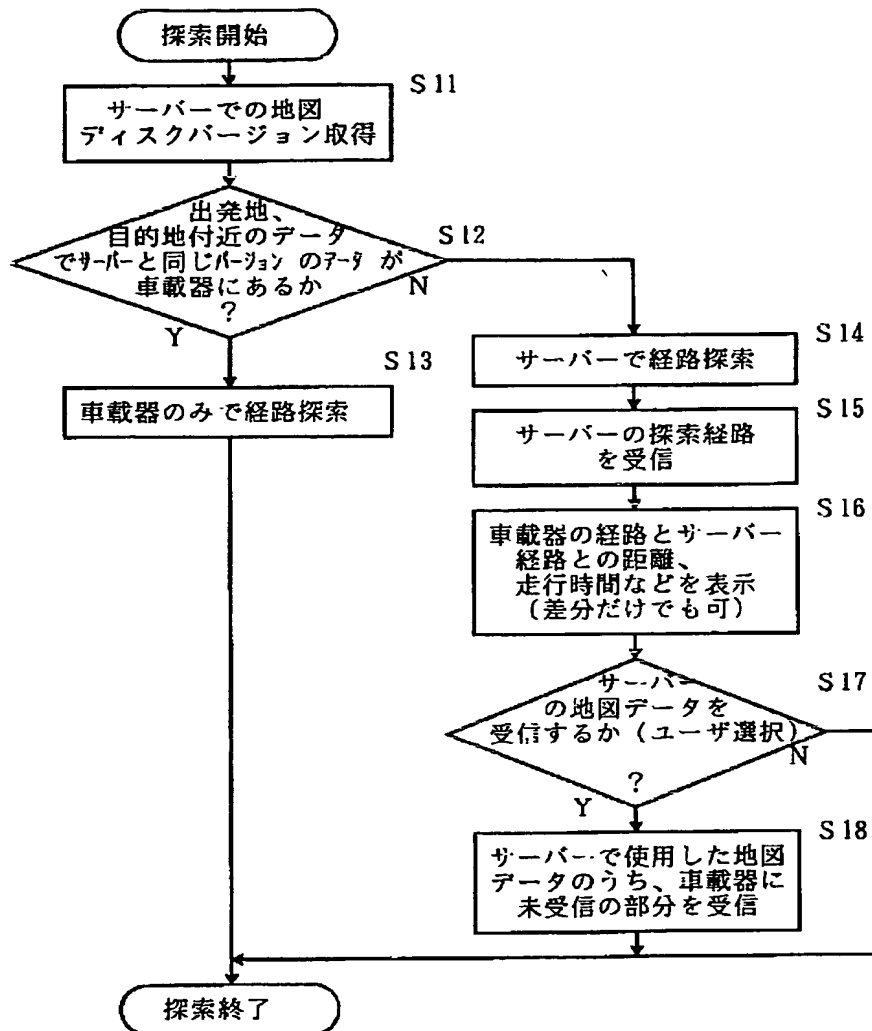 探索開始
S11
サーバーでの地図
ディスクバージョン取得
出発地、
目的地付近のデータ
でサーバーと同じバージョン のデータ が
車載器にあるか
?
S12
N
Y
S13
車載器のみで経路探索
S14
サーバーで経路探索
S15
サーバーの探索経路
を受信
S16
車載器の経路とサーバー
経路との距離、
走行時間などを表示
(差分だけでも可)
S17
サーバー
の地図データを
受信するか(ユーザ選択)
?
N
Y
S18
サーバーで使用した地図
データのうち、車載器に
未受信の部分を受信
探索終了